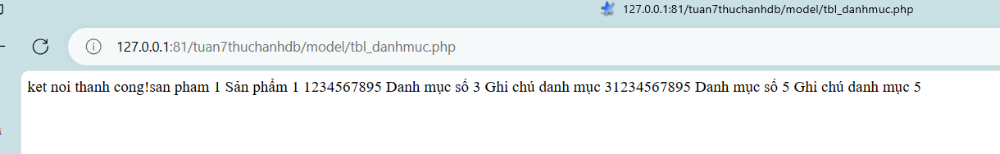 127.0.0.1:81/tuan7thuchanhdb/model/tbl_danhmuc.php
127.0.0.1:81/tuan7thuchanhdb/model/tbl_danhmuc.php
ket noi thanh cong!san pham 1 Sản phẩm 1 1234567895 Danh mục số 3 Ghi chú danh mục 31234567895 Danh mục số 5 Ghi chú danh mục 5